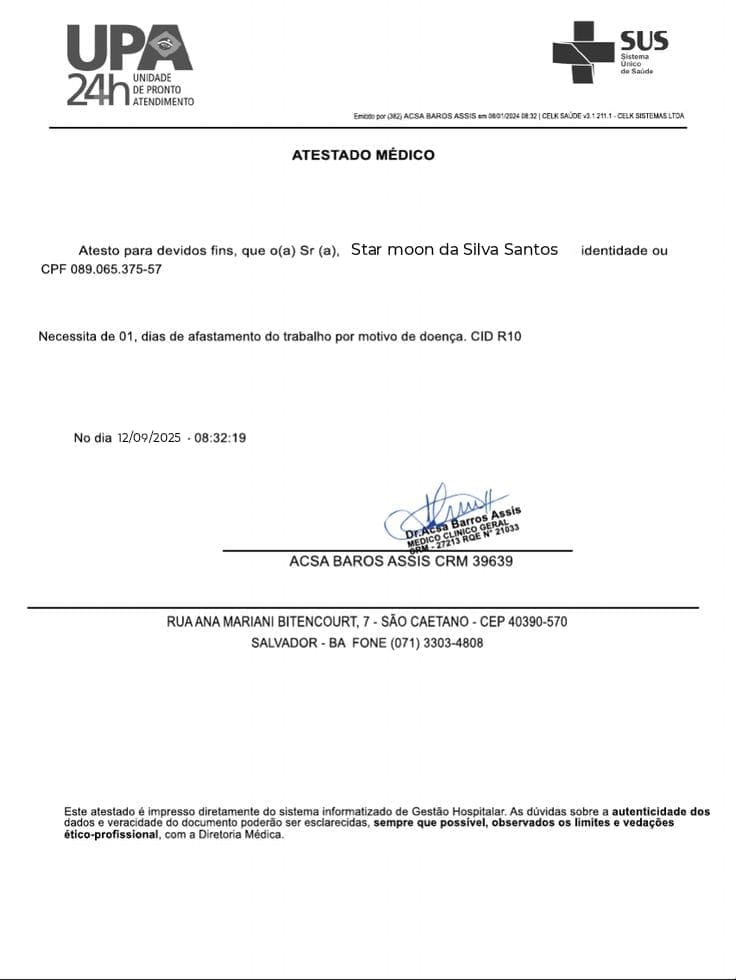 UPA
24h UNIDADE
DE PRONTO
ATENDIMENTO
SUS
Sistema
Único
de Saúde
Emitido por (382) ACSA BAROS ASSIS em 08/01/2024 08:32 | CELK SAÚDE v3.1.211.1 - CELK SISTEMAS LTDA
ATESTADO MÉDICO
Atesto para devidos fins, que o(a) Sr (a), Star moon da Silva Santos identidade ou
CPF 089.065.375-57
Necessita de 01, dias de afastamento do trabalho por motivo de doença. CID R10
No dia 12/09/2025 - 08:32:19
Dr.Acsa Barros Assis
MEDICO CLINICO GERAL
CRM - 27213 RQE N° 21033
ACSA BAROS ASSIS CRM 39639
RUA ANA MARIANI BITENCOURT, 7 - SÃO CAETANO - CEP 40390-570
SALVADOR - BA FONE (071) 3303-4808
Este atestado é impresso diretamente do sistema informatizado de Gestão Hospitalar. As dúvidas sobre a autenticidade dos
dados e veracidade do documento poderão ser esclarecidas, sempre que possível, observados os limites e vedações
ético-profissional, com a Diretoria Médica.